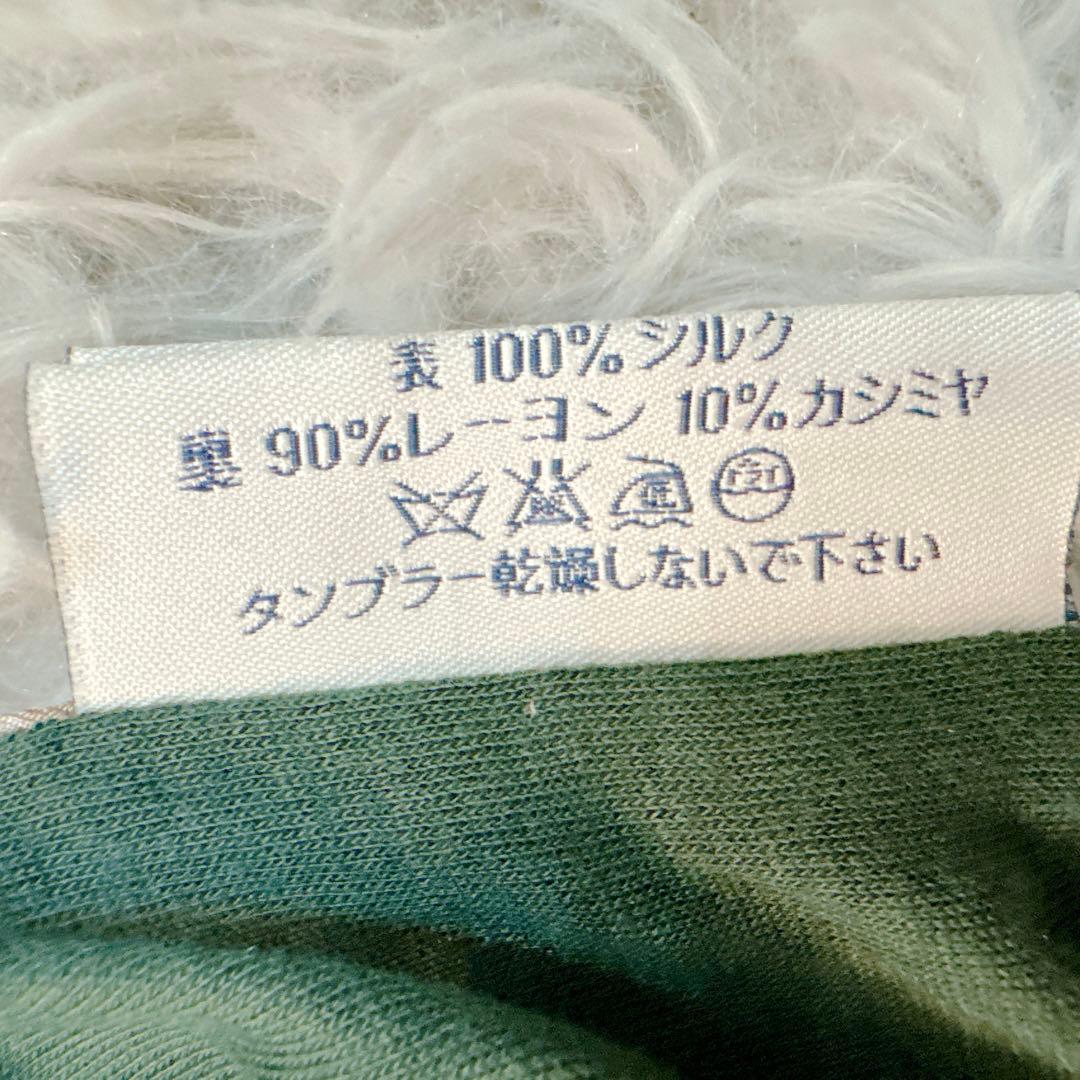 表 100%シルク
裏 90%レーヨン 10%カシミヤ
タンブラー乾燥しないで下さい